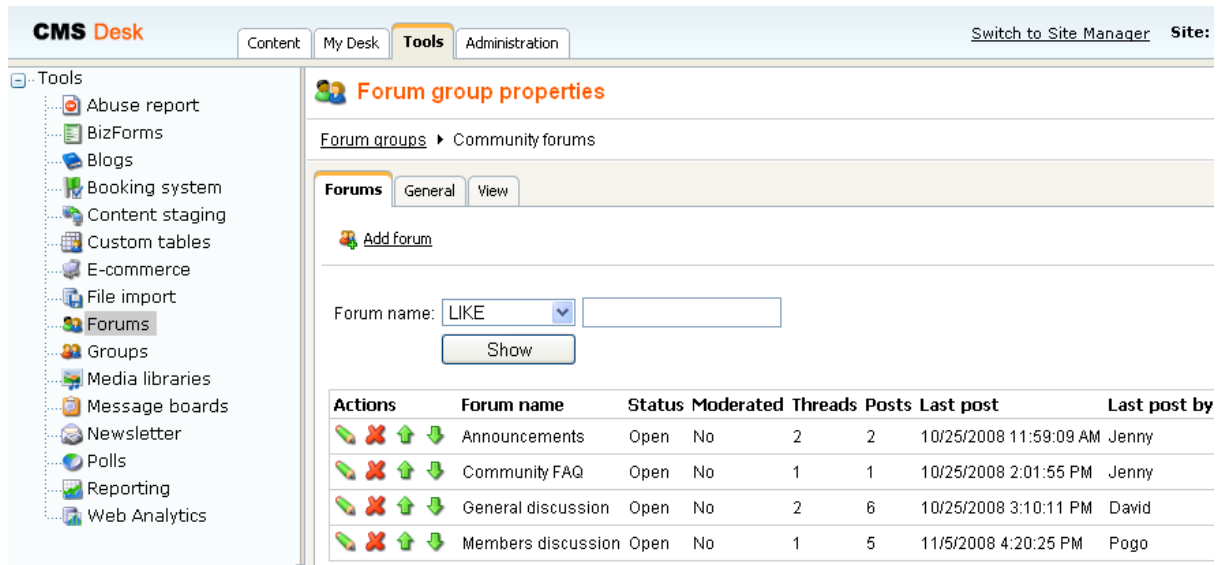 CMS Desk
Content My Desk Tools Administration
Switch to Site Manager Site:
Tools
Abuse report
BizForms
Blogs
Booking system
Content staging
Custom tables
E-commerce
File import
Forums
Groups
Media libraries
Message boards
Newsletter
Polls
Reporting
Web Analytics
Forum group properties
Forum groups Community forums
Forums General View
Add forum
Forum name: LIKE
Show
Actions Forum name Status Moderated Threads Posts Last post Last post by
Announcements Open No 2 2 10/25/2008 11:59:09 AM Jenny
Community FAQ Open No 1 1 10/25/2008 2:01:55 PM Jenny
General discussion Open No 2 6 10/25/2008 3:10:11 PM David
Members discussion Open No 1 5 11/5/2008 4:20:25 PM Pogo